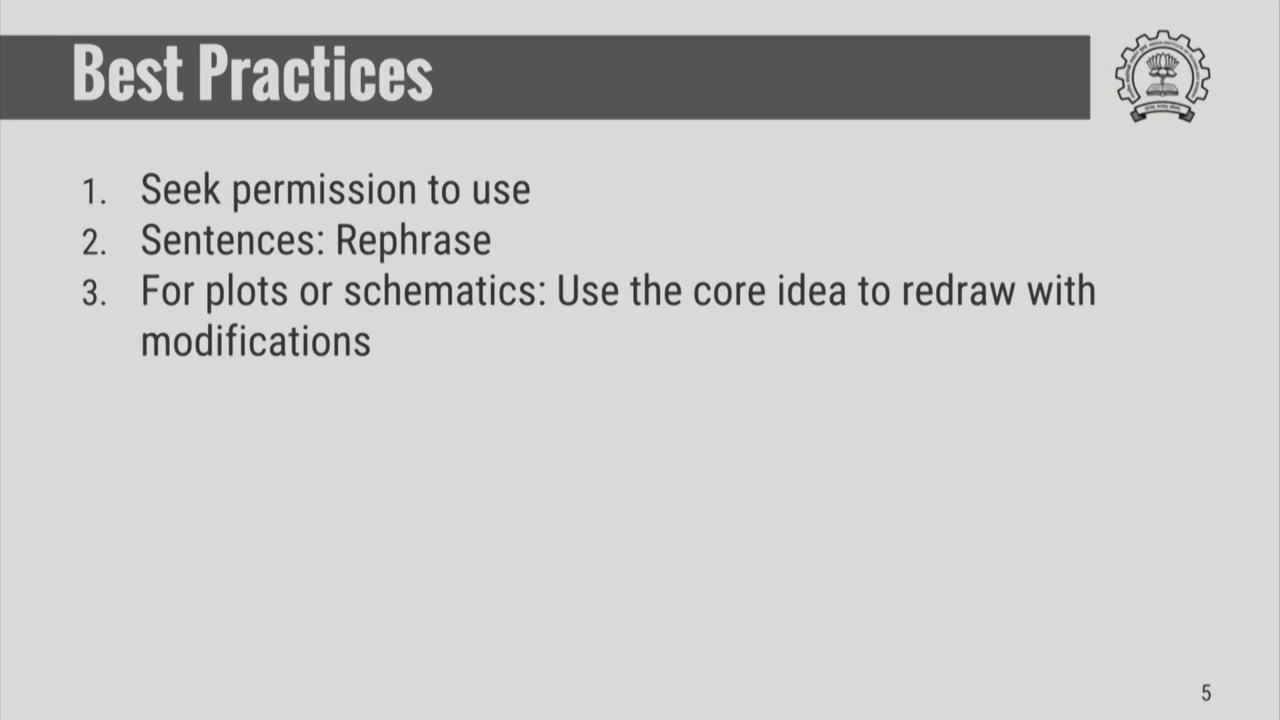 Best Practices
1. Seek permission to use
2. Sentences: Rephrase
3. For plots or schematics: Use the core idea to redraw with
modifications
5